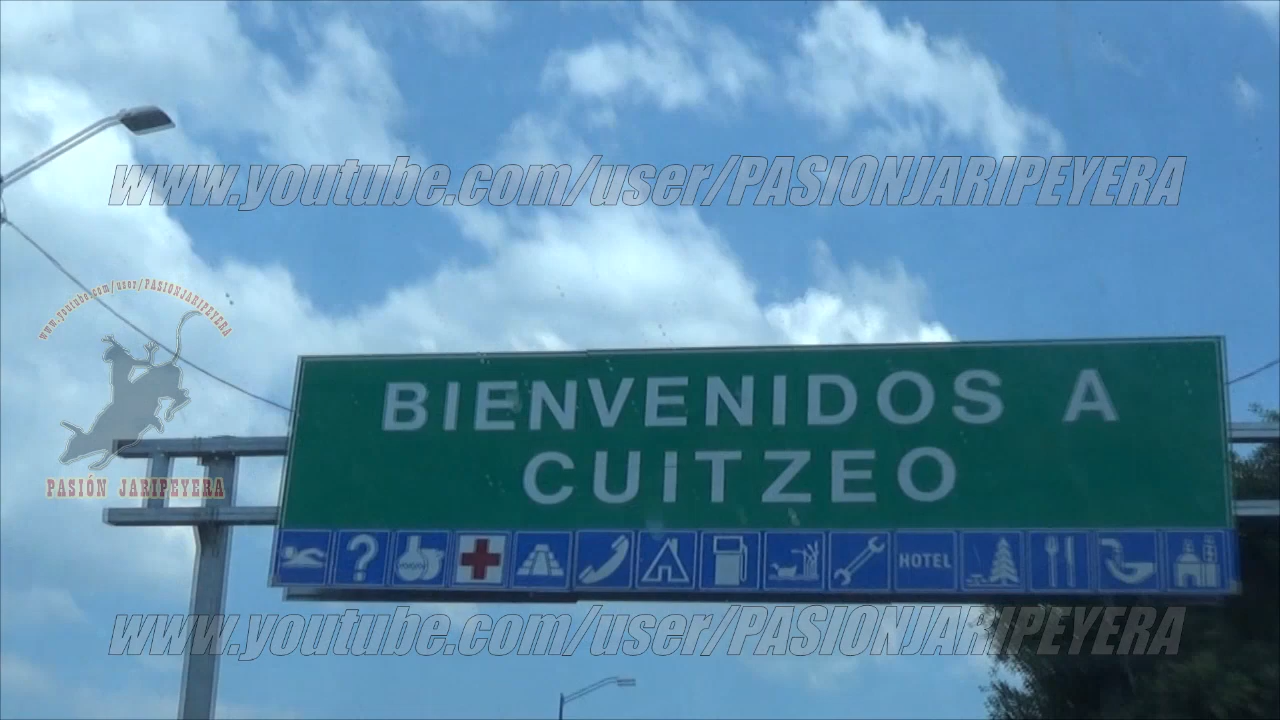 www.youtube.com/user/PASIONJARIPEYERA
www.youtube.com/user/PASIONJARIPEYERA
PASIÓN JARIPEYERA
BIENVENIDOS A
CUiTZEO
?
HOTEL
www.youtube.com/user/PASIONJARIPEYERA